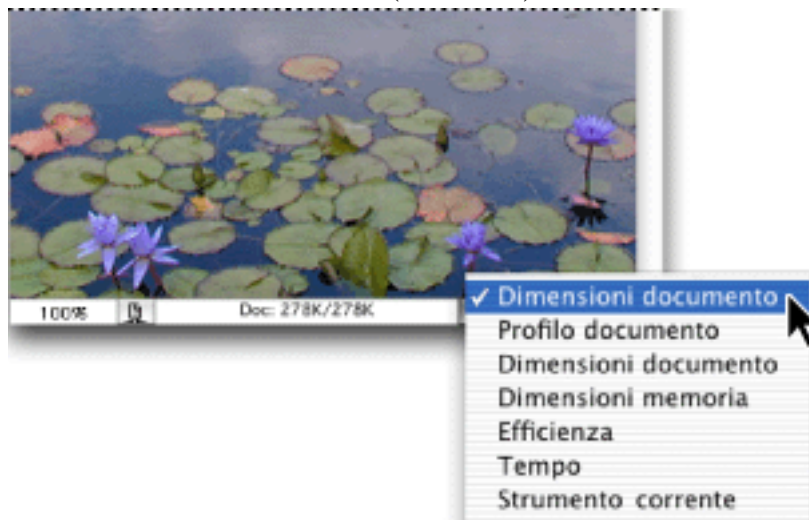 100%
Doc: 278K/278K
✓ Dimensioni documento
Profilo documento
Dimensioni documento
Dimensioni memoria
Efficienza
Tempo
Strumento corrente